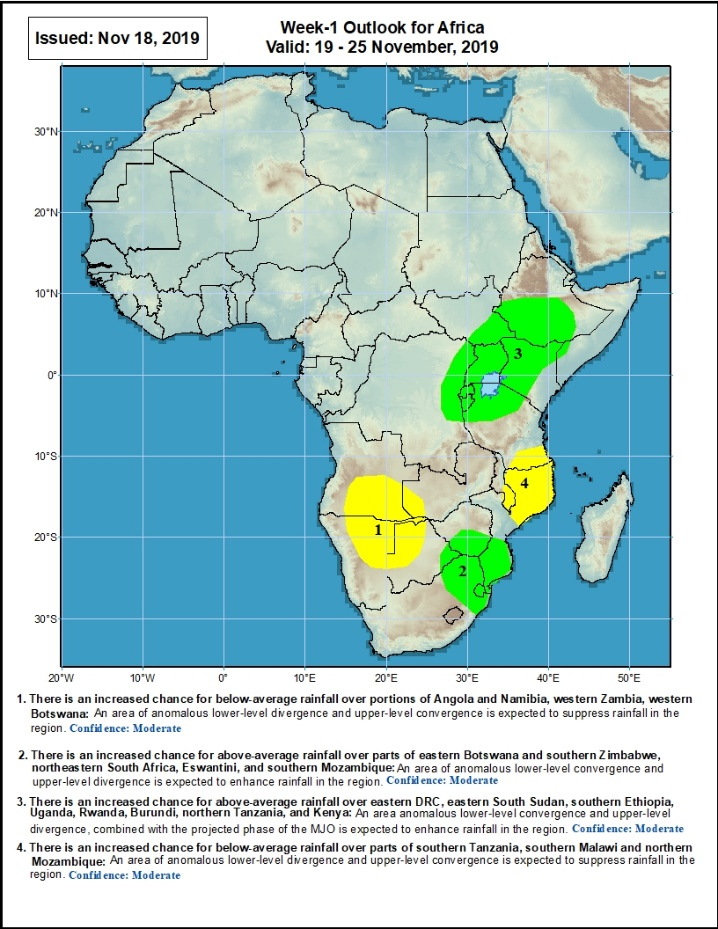 Issued: Nov 18, 2019
Week-1 Outlook for Africa
Valid: 19 - 25 November, 2019
30°N
20°N
10°N
0°
10°S
20°S
30°S
3
4
1
2
20°W 10°W 0° 10°E 20°E 30°E 40°E 50°E
1. There is an increased chance for below-average rainfall over portions of Angola and Namibia, western Zambia, western
Botswana: An area of anomalous lower-level divergence and upper-level convergence is expected to suppress rainfall in the
region. Confidence: Moderate
2. There is an increased chance for above-average rainfall over parts of eastern Botswana and southern Zimbabwe,
northeastern South Africa, Eswantini, and southern Mozambique: An area of anomalous lower-level convergence and
upper-level divergence is expected to enhance rainfall in the region. Confidence: Moderate
3. There is an increased chance for above-average rainfall over eastern DRC, eastern South Sudan, southern Ethiopia,
Uganda, Rwanda, Burundi, northern Tanzania, and Kenya: An area anomalous lower-level convergence and upper-level
divergence, combined with the projected phase of the MJO is expected to enhance rainfall in the region. Confidence: Moderate
4. There is an increased chance for below-average rainfall over parts of southern Tanzania, southern Malawi and northern
Mozambique: An area of anomalous lower-level divergence and upper-level convergence is expected to suppress rainfall in the
region. Confidence: Moderate